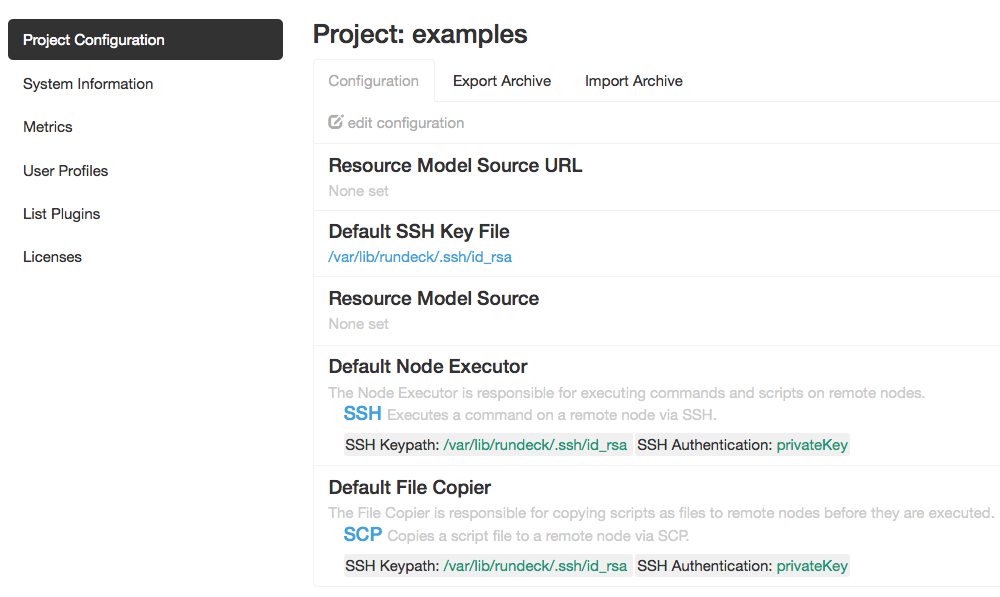 Project Configuration
System Information
Metrics
User Profiles
List Plugins
Licenses
Project: examples
Configuration Export Archive Import Archive
edit configuration
Resource Model Source URL
None set
Default SSH Key File
/var/lib/rundeck/.ssh/id_rsa
Resource Model Source
None set
Default Node Executor
The Node Executor is responsible for executing commands and scripts on remote nodes.
SSH Executes a command on a remote node via SSH.
SSH Keypath: /var/lib/rundeck/.ssh/id_rsa SSH Authentication: privateKey
Default File Copier
The File Copier is responsible for copying scripts as files to remote nodes before they are executed.
SCP Copies a script file to a remote node via SCP.
SSH Keypath: /var/lib/rundeck/.ssh/id_rsa SSH Authentication: privateKey